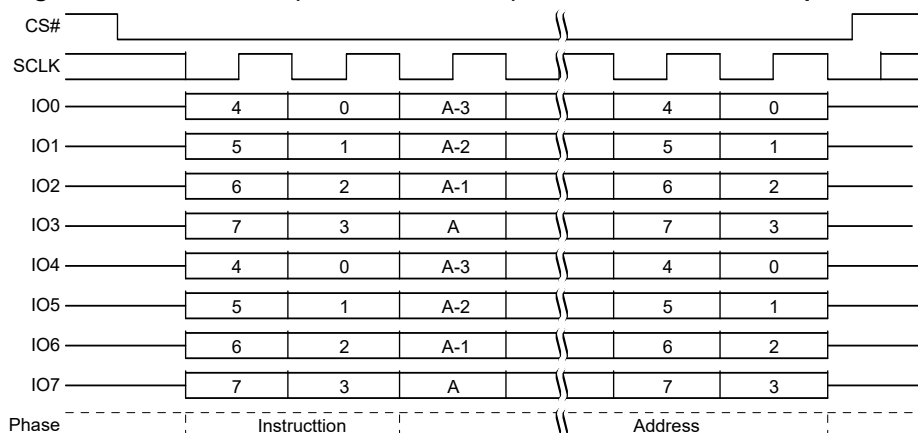 CS#
SCLK
IO0 4 0 A-3 4 0
IO1 5 1 A-2 5 1
IO2 6 2 A-1 6 2
IO3 7 3 A 7 3
IO4 4 0 A-3 4 0
IO5 5 1 A-2 5 1
IO6 6 2 A-1 6 2
IO7 7 3 A 7 3
Phase Instructtion Address